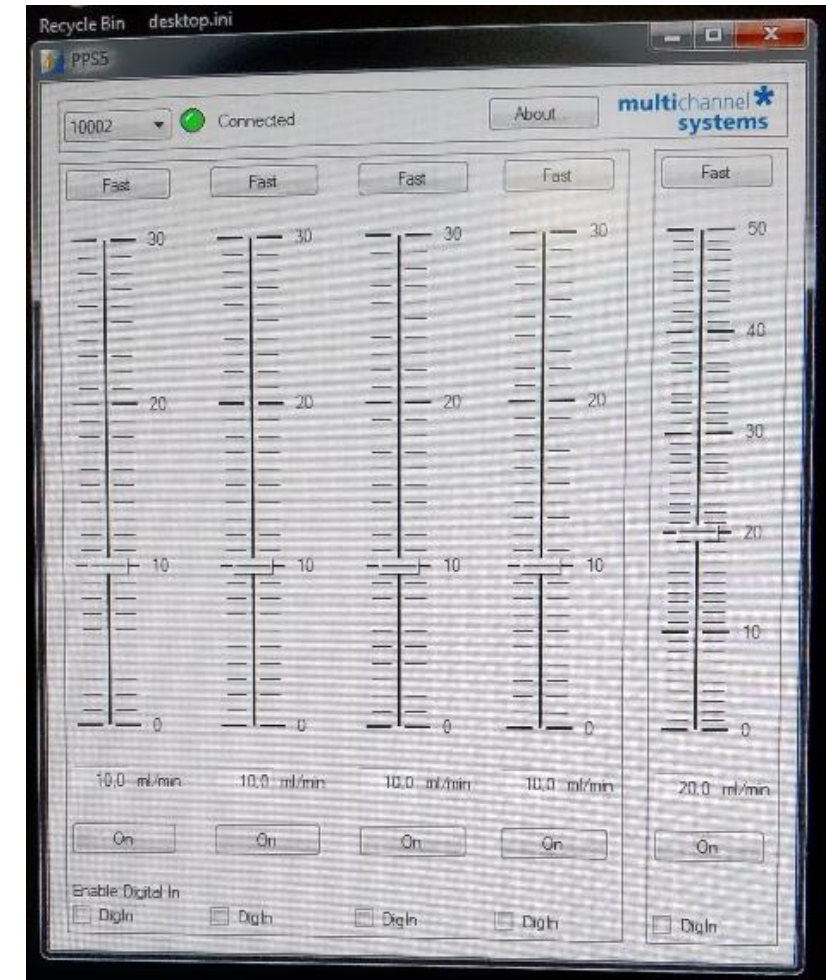 Recycle Bin desktop.ini
PPS5
10002 Connected About... multichannel systems
Fast Fast Fast Fast Fast
30 30 30 30 50
40
20 20 20 20 30
10 10 10 10 20
10
0 0 0 0 0
10,0 ml/min 10,0 ml/min 10,0 ml/min 10,0 ml/min 20,0 ml/min
On On On On On
Enable Digital In
DigIn DigIn DigIn DigIn DigIn